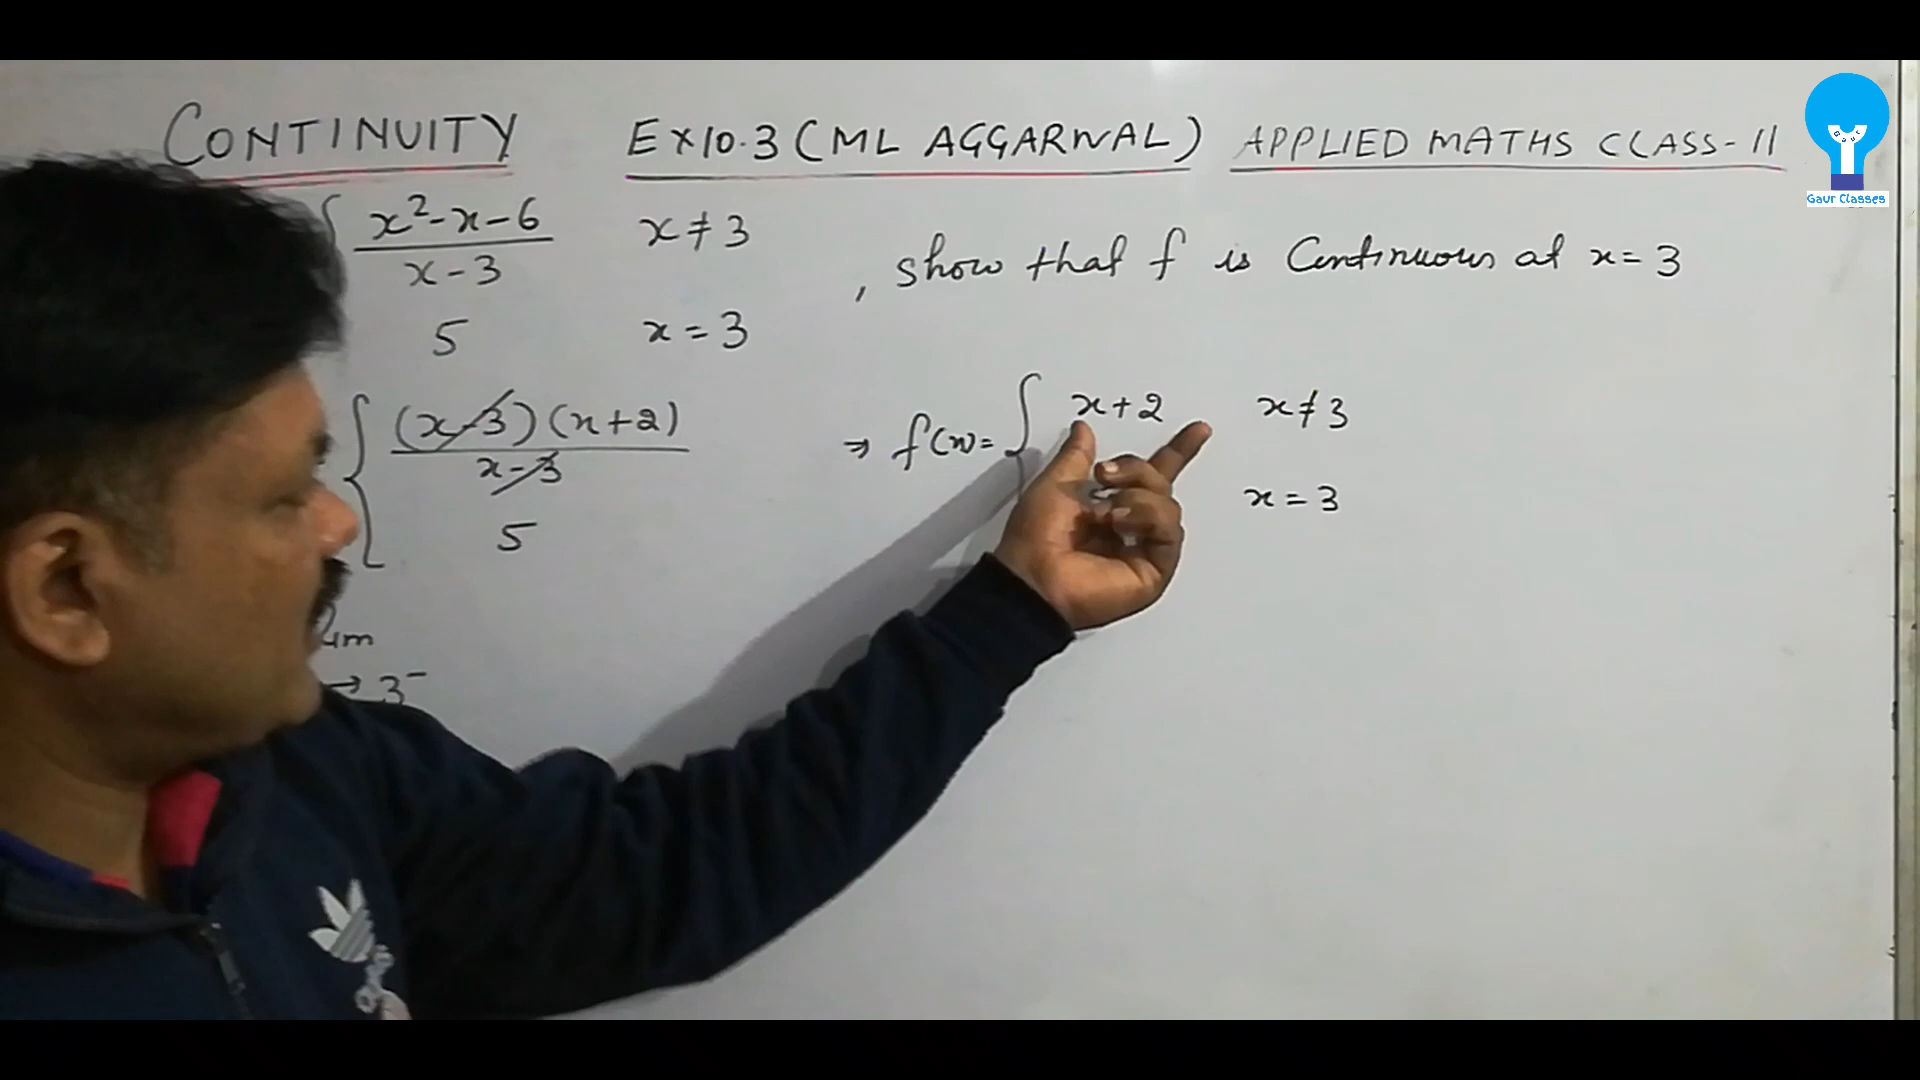 CONTINUITY EX10.3 (ML AGGARWAL) APPLIED MATHS CLASS-11
Gaur Classes
x²-x-6 x≠3
x-3
, show that f is Continuous at x=3
5 x=3
(x-3)(x+2)
x-3
5
⇒ f(x)= x+2 x≠3
x=3
→ 3⁻